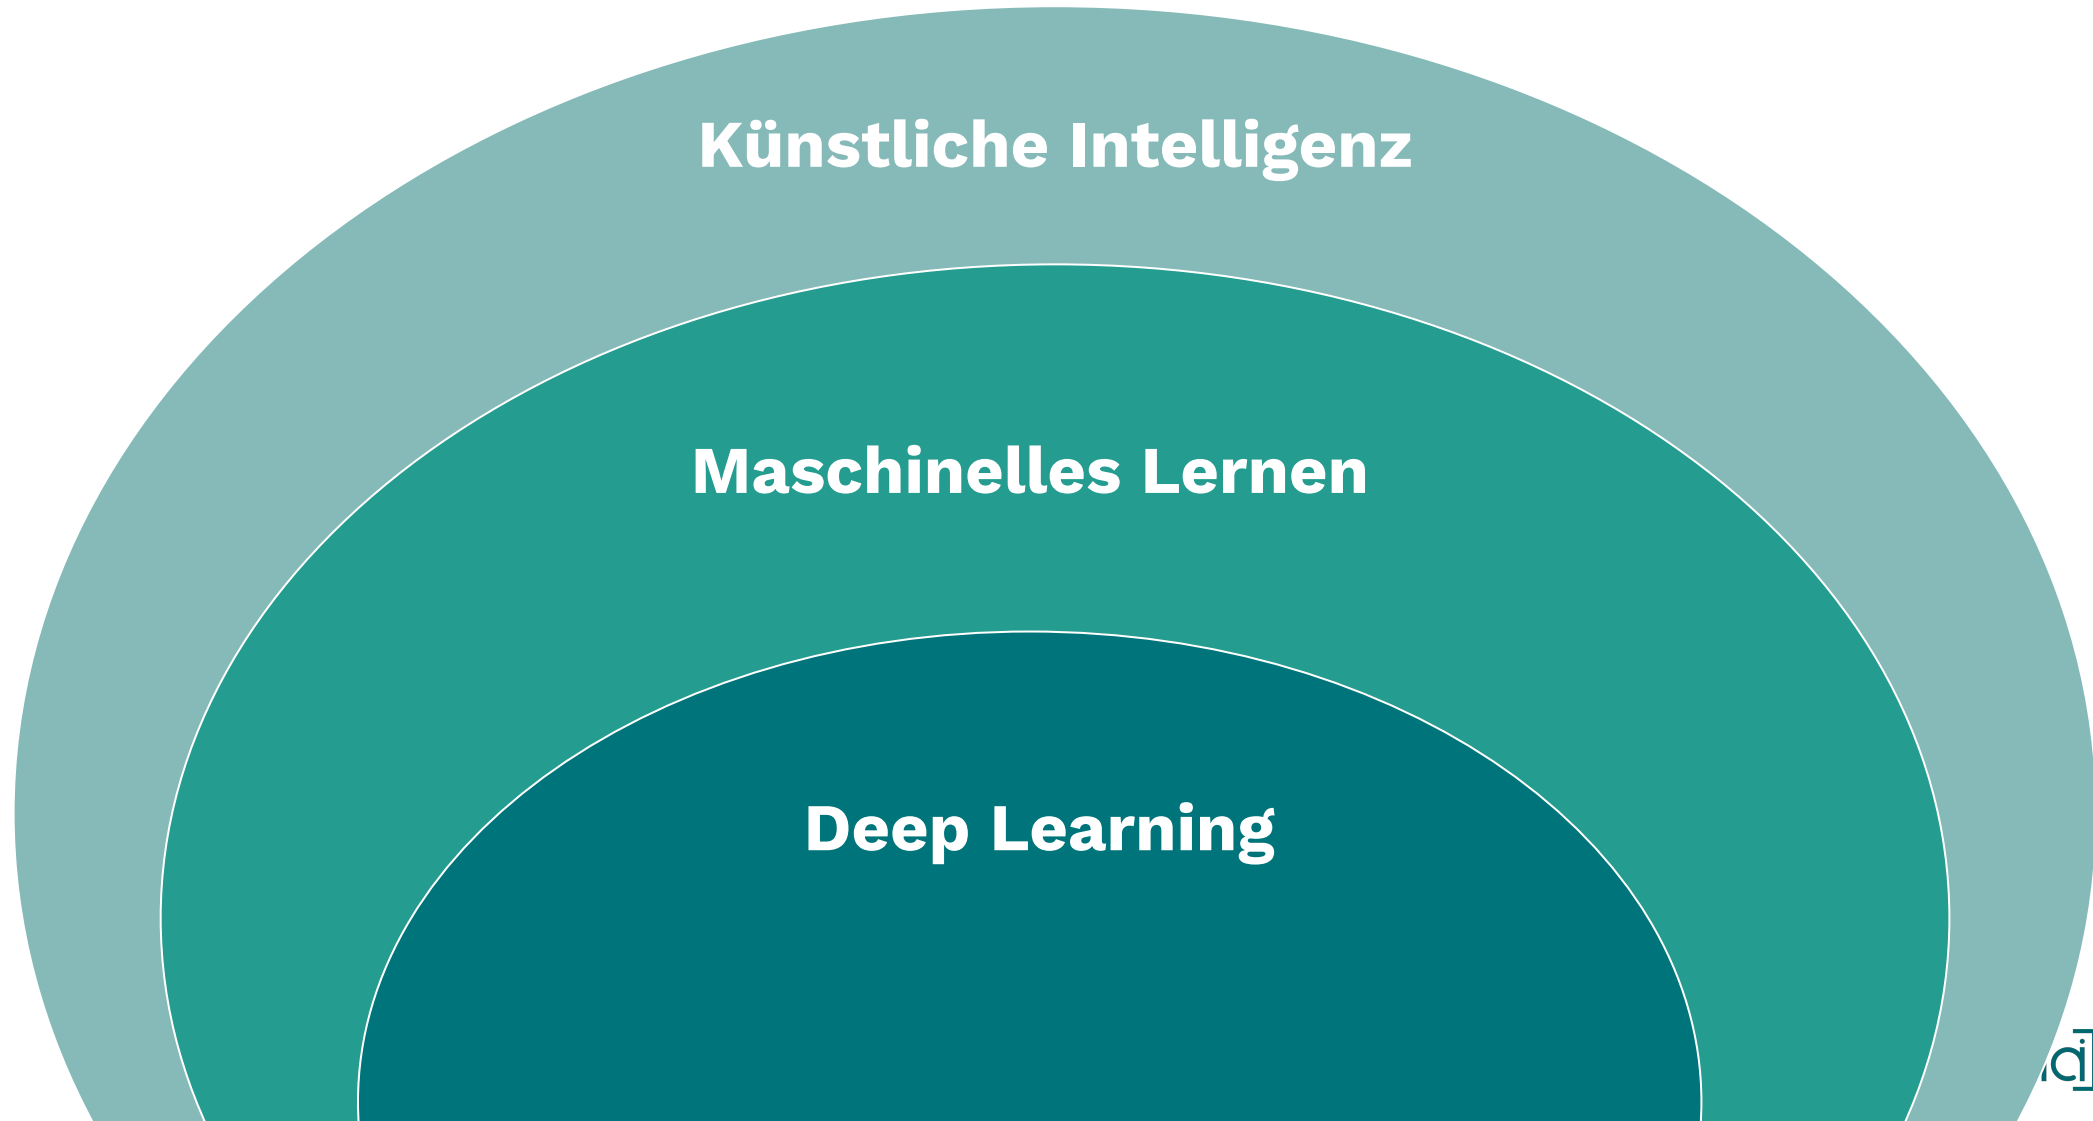 Künstliche Intelligenz
Maschinelles Lernen
Deep Learning